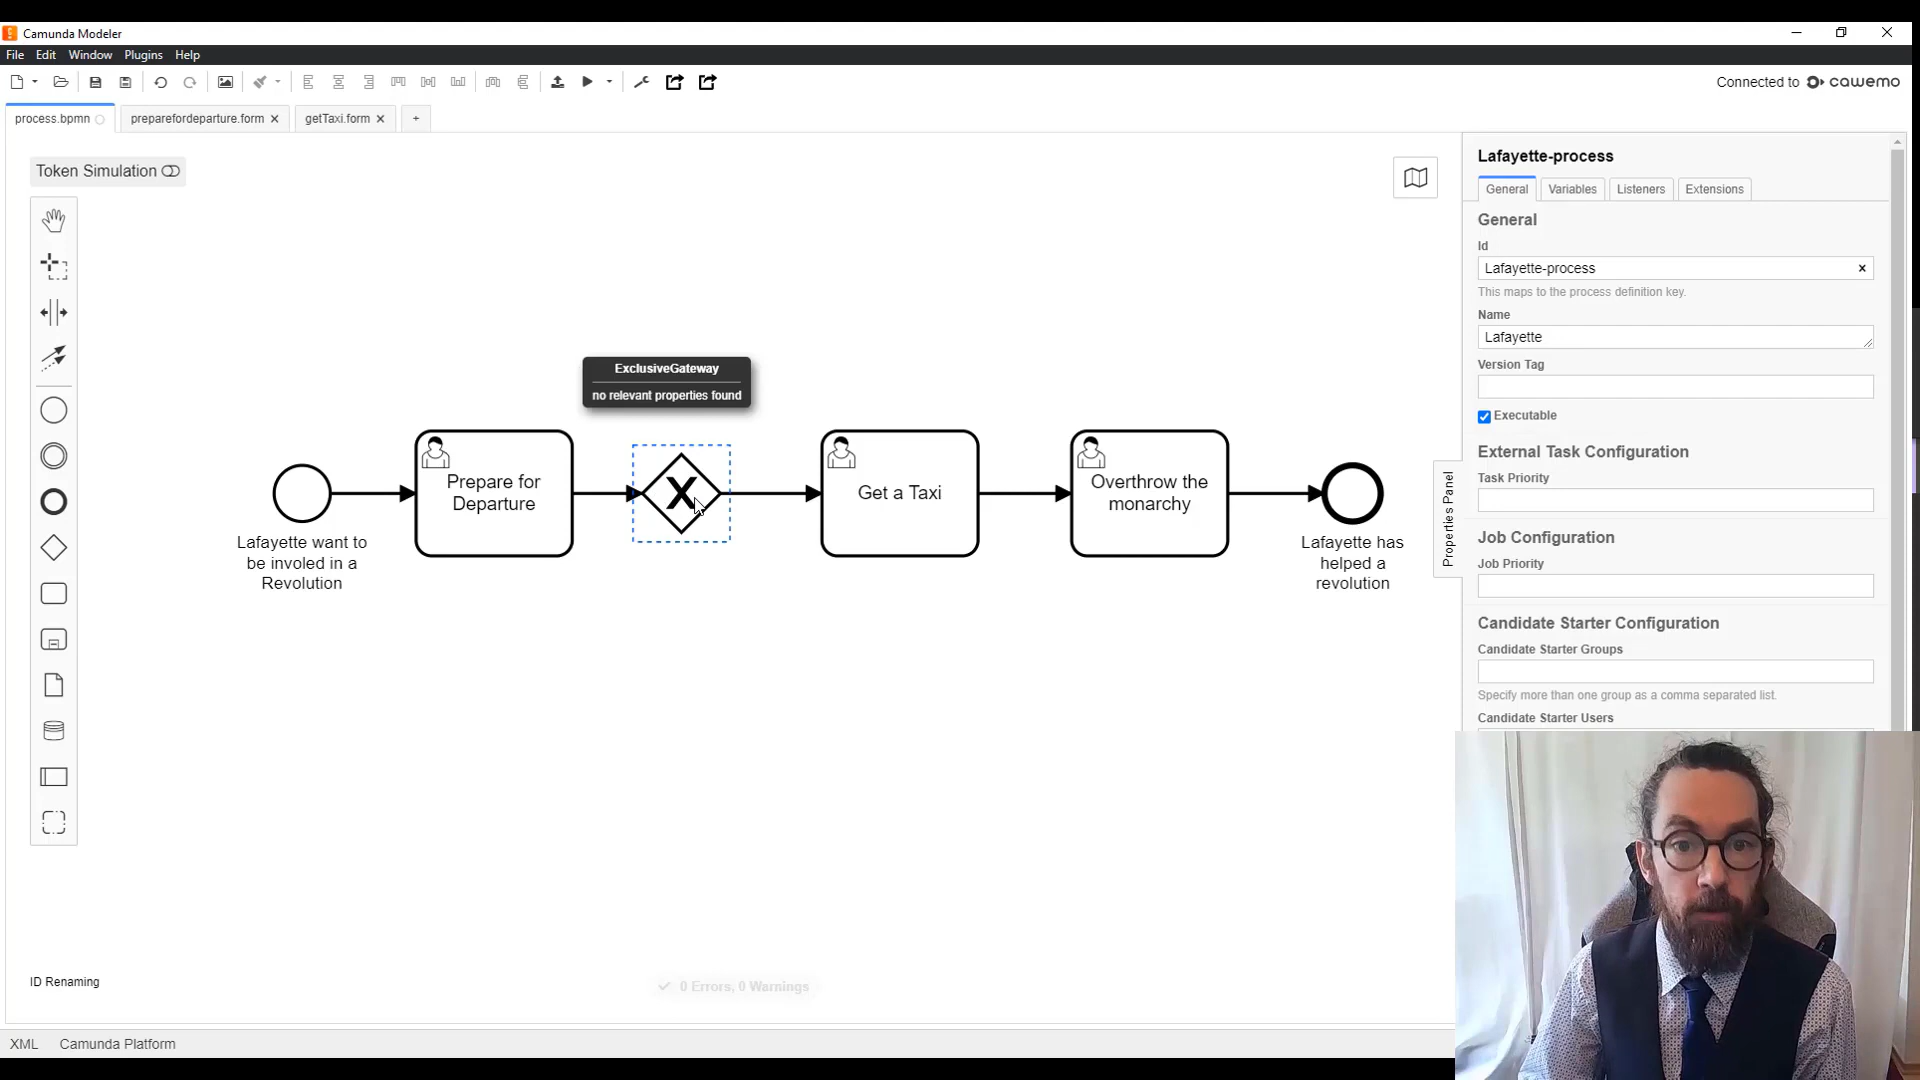 Camunda Modeler
File Edit Window Plugins Help
Connected to cawemo
process.bpmn preparefordeparture.form getTaxi.form +
Token Simulation
Lafayette-process
General Variables Listeners Extensions
General
Id
Lafayette-process
This maps to the process definition key.
Name
Lafayette
Version Tag
Executable
External Task Configuration
Task Priority
Job Configuration
Job Priority
Candidate Starter Configuration
Candidate Starter Groups
Specify more than one group as a comma separated list.
Candidate Starter Users
Properties Panel
ExclusiveGateway
no relevant properties found
Lafayette want to
be involed in a
Revolution
Prepare for
Departure
Get a Taxi
Overthrow the
monarchy
Lafayette has
helped a
revolution
ID Renaming
0 Errors, 0 Warnings
XML Camunda Platform